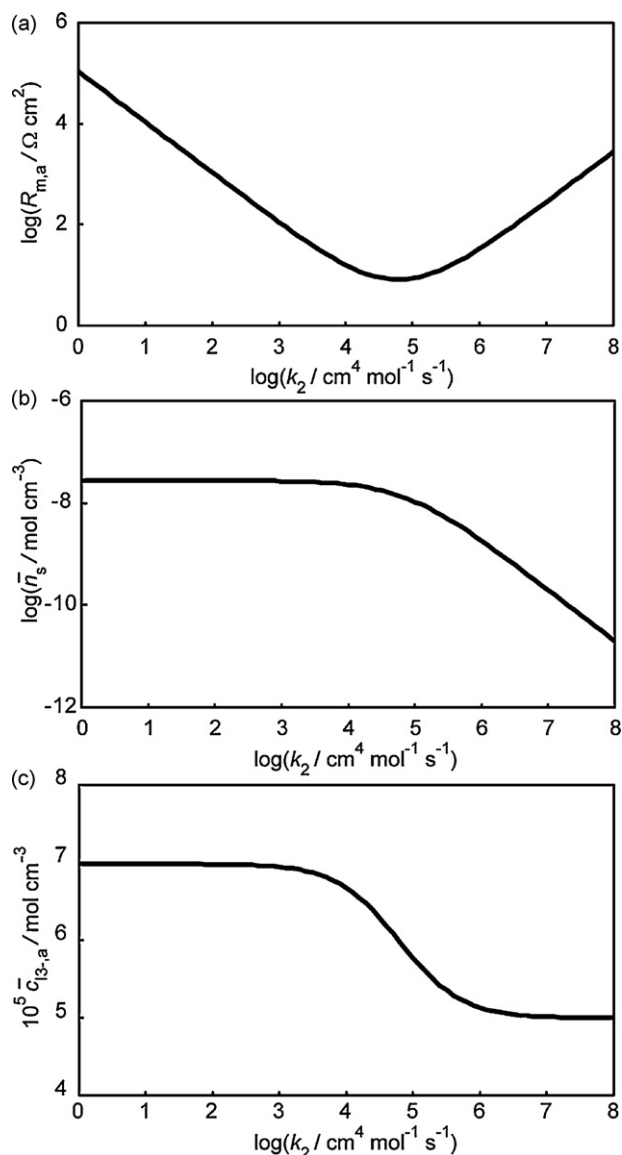 (a)
6
4
2
0
log(R_m,a / Ω cm²)
0 1 2 3 4 5 6 7 8
log(k₂ / cm⁴ mol⁻¹ s⁻¹)
(b)
-6
-8
-10
-12
log(n̄_s / mol cm⁻³)
0 1 2 3 4 5 6 7 8
log(k₂ / cm⁴ mol⁻¹ s⁻¹)
(c)
8
7
6
5
4
10⁵ c̄_I3-,a / mol cm⁻³
0 1 2 3 4 5 6 7 8
log(k₂ / cm⁴ mol⁻¹ s⁻¹)